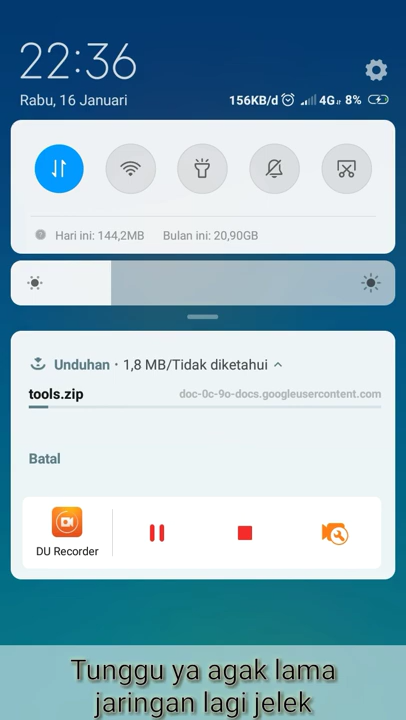 22:36
Rabu, 16 Januari
156KB/d 4G 8%
Hari ini: 144,2MB Bulan ini: 20,90GB
Unduhan · 1,8 MB/Tidak diketahui
tools.zip doc-0c-9o-docs.googleusercontent.com
Batal
DU Recorder
Tunggu ya agak lama
jaringan lagi jelek